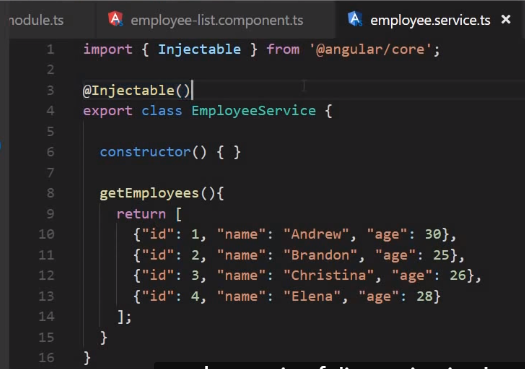 module.ts employee-list.component.ts employee.service.ts ×
1 import { Injectable } from '@angular/core';
2
3 @Injectable()
4 export class EmployeeService {
5
6 constructor() { }
7
8 getEmployees(){
9 return [
10 {"id": 1, "name": "Andrew", "age": 30},
11 {"id": 2, "name": "Brandon", "age": 25},
12 {"id": 3, "name": "Christina", "age": 26},
13 {"id": 4, "name": "Elena", "age": 28}
14 ];
15 }
16 }